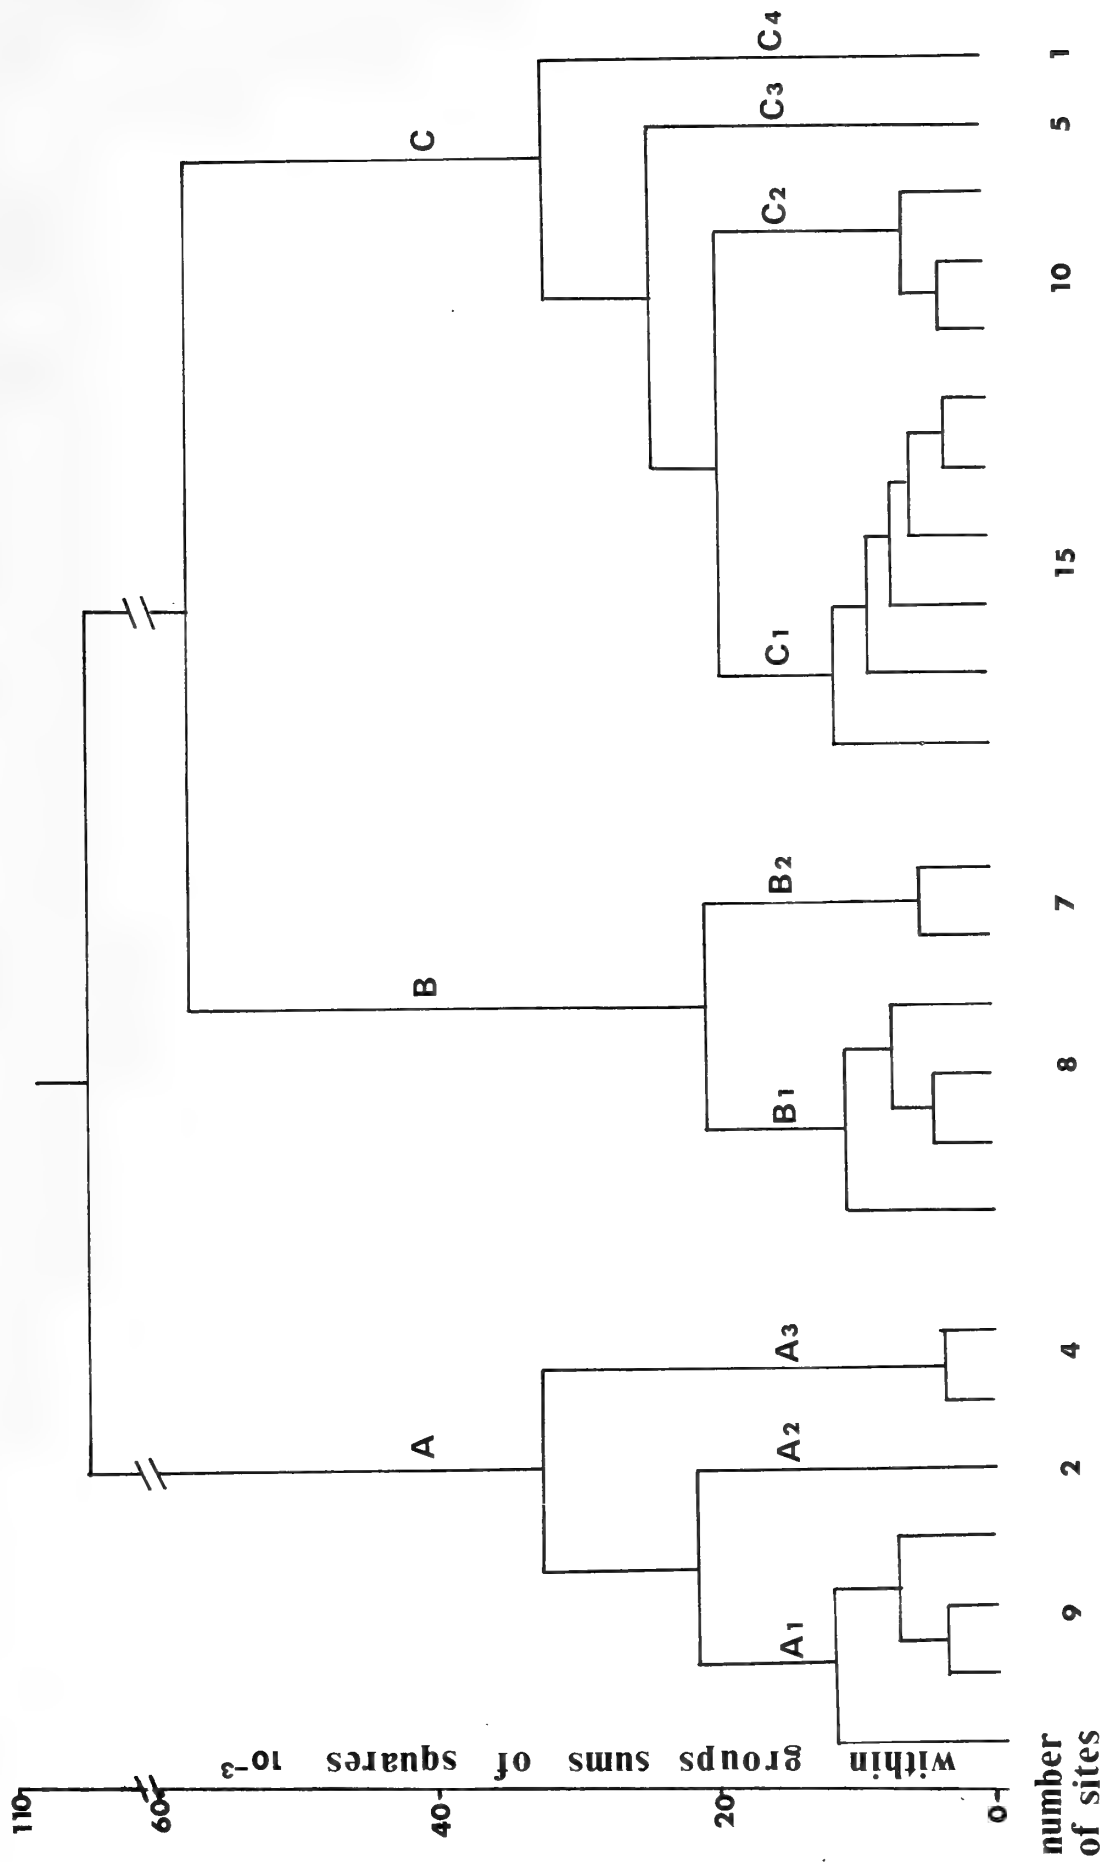 110
60
40
20
0
within groups sums of squares 10⁻³
A
B
C
A1
A2
A3
B1
B2
C1
C2
C3
C4
number
of sites
9
2
4
8
7
15
10
5
1